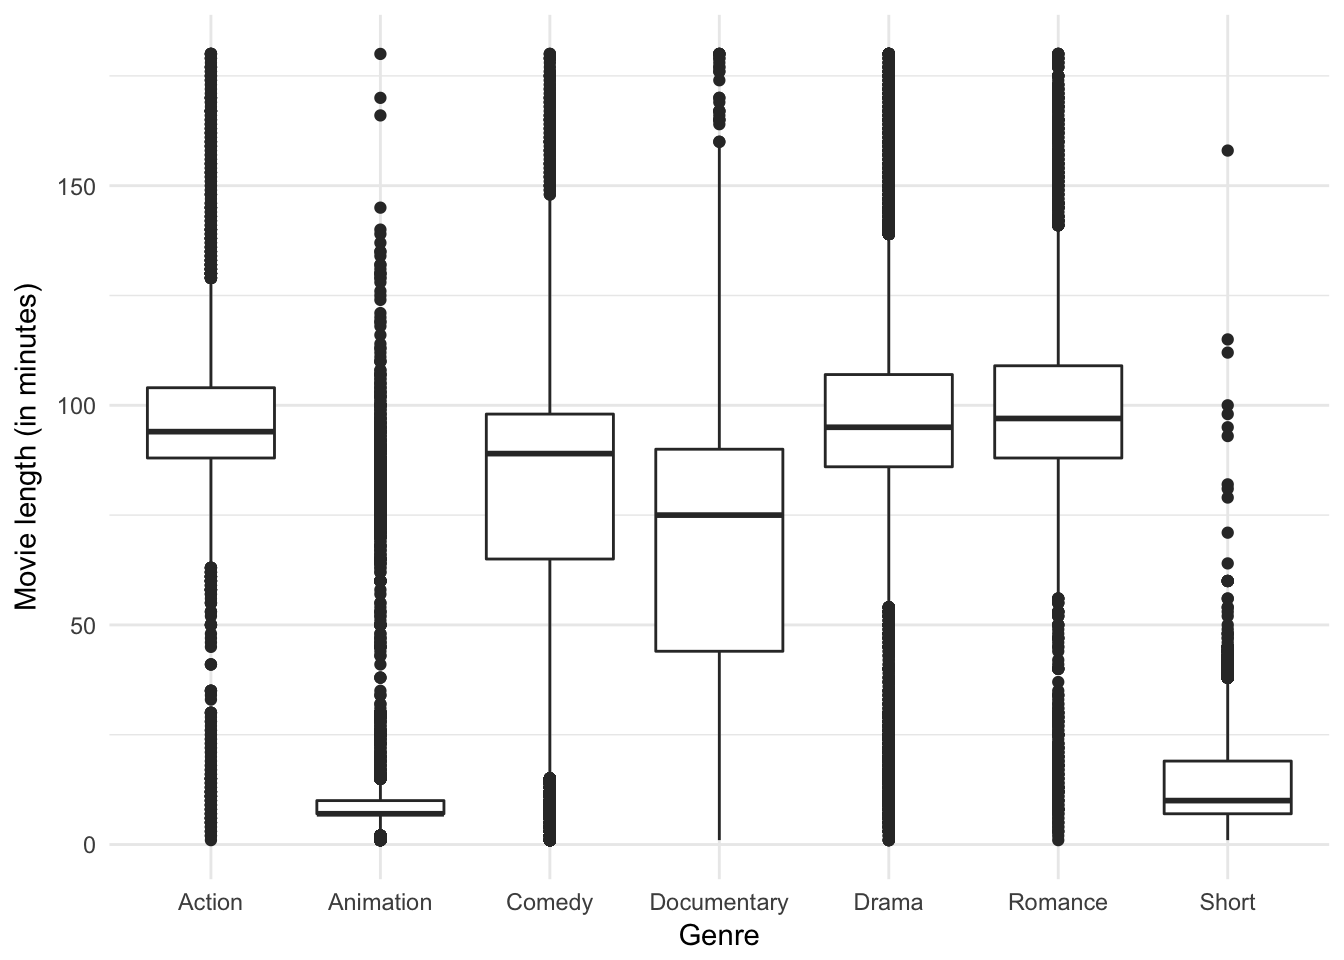 Movie length (in minutes)
150
100
50
0
Action Animation Comedy Documentary Drama Romance Short
Genre